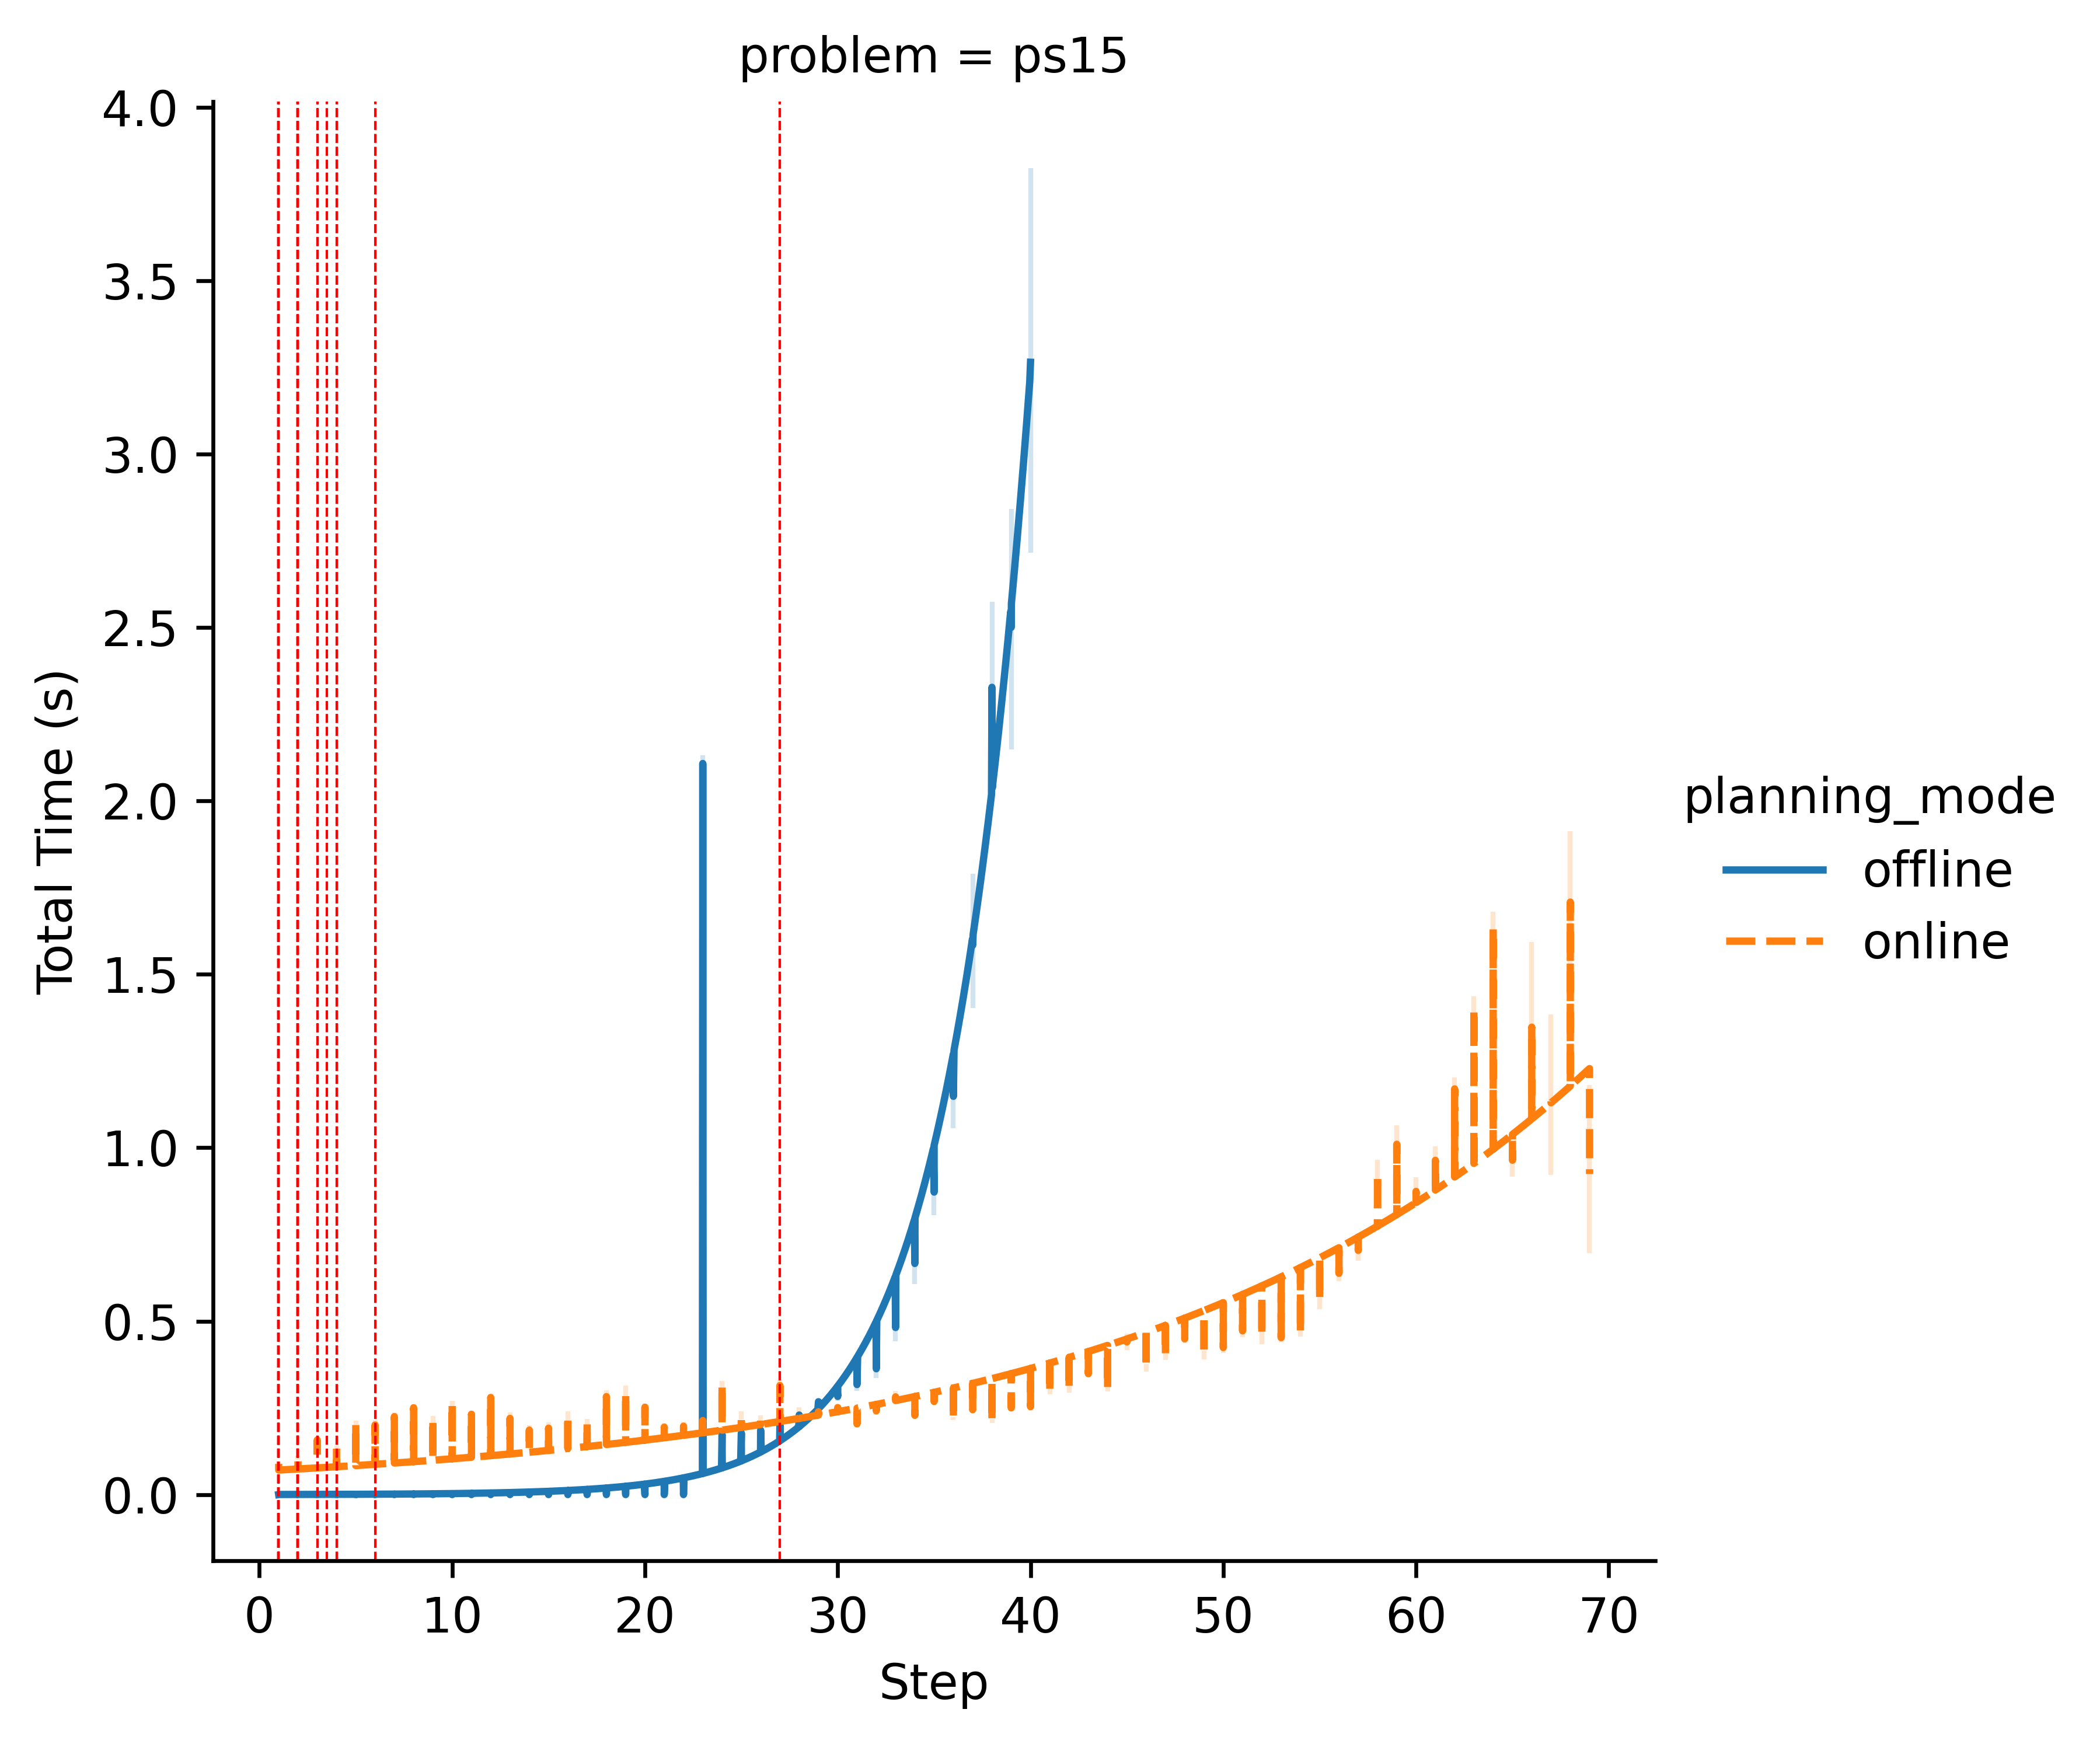 problem = ps15
4.0
3.5
3.0
2.5
2.0
1.5
1.0
0.5
0.0
Total Time (s)
0 10 20 30 40 50 60 70
Step
planning_mode
offline
online